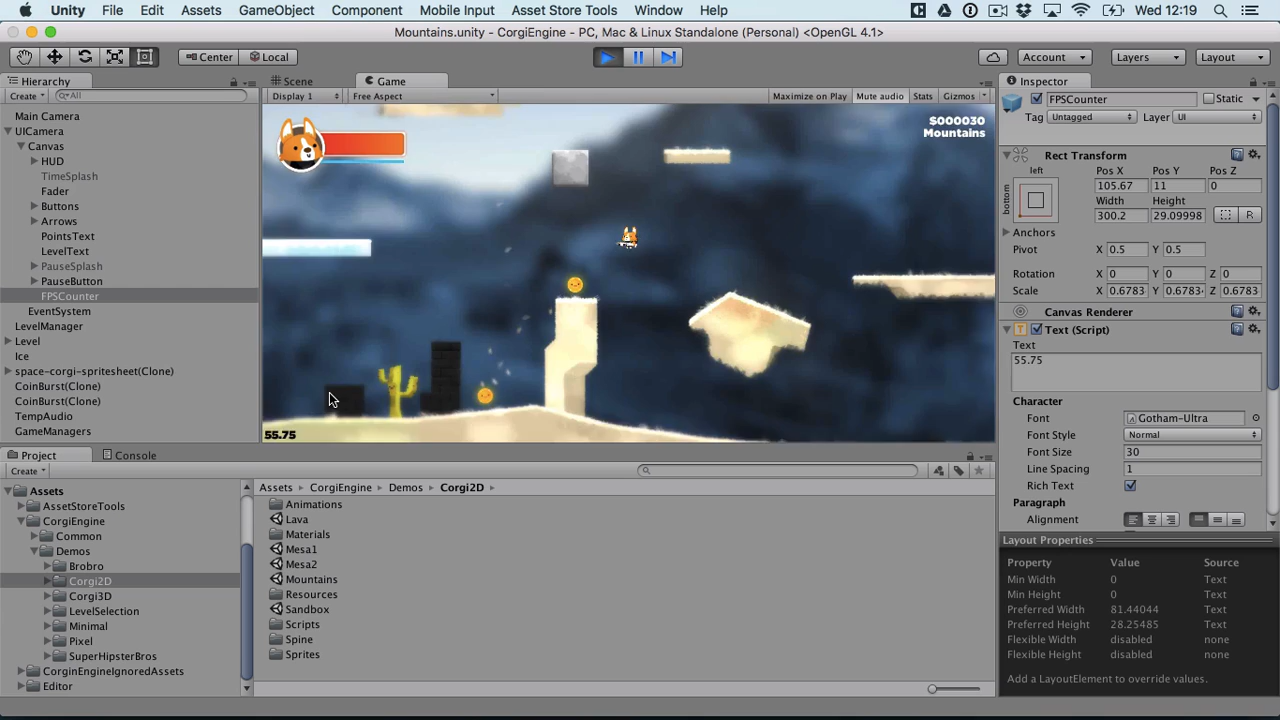 Unity File Edit Assets GameObject Component Mobile Input Asset Store Tools Window Help Wed 12:19
Mountains.unity - CorgiEngine - PC, Mac & Linux Standalone (Personal) <OpenGL 4.1>
Center Local Account Layers Layout
Hierarchy
Create All
Main Camera
UICamera
Canvas
HUD
TimeSplash
Fader
Buttons
Arrows
PointsText
LevelText
PauseSplash
PauseButton
FPSCounter
EventSystem
LevelManager
Level
Ice
space-corgi-spritesheet(Clone)
CoinBurst(Clone)
CoinBurst(Clone)
TempAudio
GameManagers
Scene Game
Display 1 Free Aspect Maximize on Play Mute audio Stats Gizmos
$000030
Mountains
55.75
Inspector
FPSCounter Static
Tag Untagged Layer UI
Rect Transform
left Pos X Pos Y Pos Z
bottom 105.67 11 0
Width Height
300.2 29.09998 R
Anchors
Pivot X 0.5 Y 0.5
Rotation X 0 Y 0 Z 0
Scale X 0.6783 Y 0.6783 Z 0.6783
Canvas Renderer
Text (Script)
Text
55.75
Character
Font Gotham-Ultra
Font Style Normal
Font Size 30
Line Spacing 1
Rich Text
Paragraph
Alignment
Layout Properties
Property Value Source
Min Width 0 Text
Min Height 0 Text
Preferred Width 81.44044 Text
Preferred Height 28.25485 Text
Flexible Width disabled none
Flexible Height disabled none
Add a LayoutElement to override values.
Project Console
Create
Assets
AssetStoreTools
CorgiEngine
Common
Demos
Brobro
Corgi2D
Corgi3D
LevelSelection
Minimal
Pixel
SuperHipsterBros
CorginEngineIgnoredAssets
Editor
Assets CorgiEngine Demos Corgi2D
Animations
Lava
Materials
Mesa1
Mesa2
Mountains
Resources
Sandbox
Scripts
Spine
Sprites